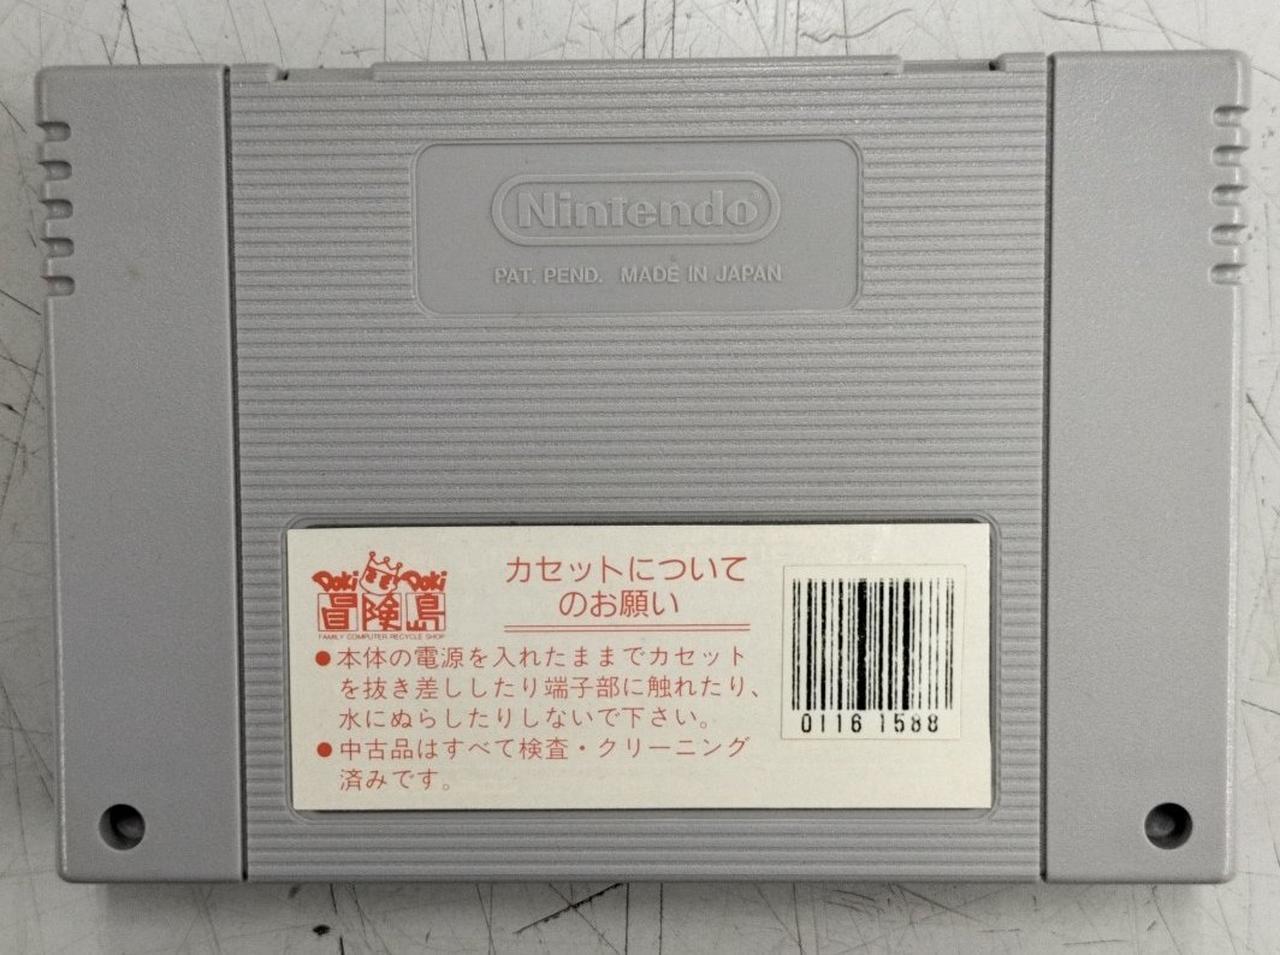 Nintendo
PAT. PEND. MADE IN JAPAN
Doki Doki
冒険島
FAMILY COMPUTER RECYCLE SHOP
カセットについて
のお願い
●本体の電源を入れたままでカセット
を抜き差ししたり端子部に触れたり、
水にぬらしたりしないで下さい。
●中古品はすべて検査・クリーニング
済みです。
0116 1588